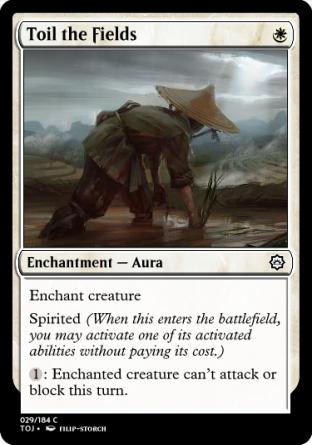 Toil the Fields
Enchantment — Aura
Enchant creature
Spirited (When this enters the battlefield,
you may activate one of its activated
abilities without paying its cost.)
1: Enchanted creature can't attack or
block this turn.
029/184 C
TOJ • FILIP-STORCH